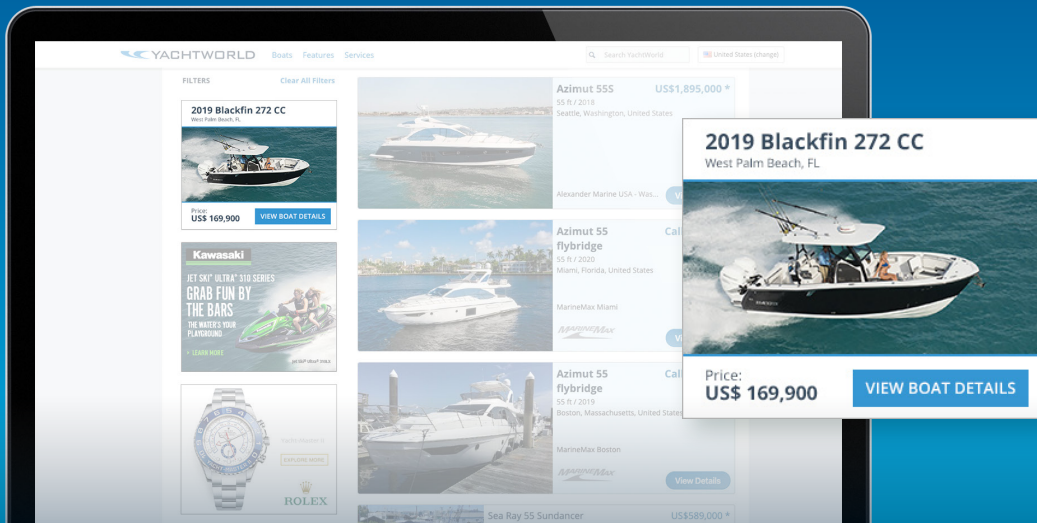 YACHTWORLD
Boats Features Services
Search YachtWorld
United States (change)
FILTERS
Clear All Filters
2019 Blackfin 272 CC
West Palm Beach, FL
Price:
US$ 169,900
VIEW BOAT DETAILS
Kawasaki
JET SKI® ULTRA® 310 SERIES
GRAB FUN BY
THE BARS
THE WATER'S YOUR
PLAYGROUND.
> LEARN MORE
EXPLORE MORE
ROLEX
Azimut 55S
US$1,895,000 *
55 ft / 2018
Seattle, Washington, United States
Alexander Marine USA - Was...
Azimut 55
flybridge
Cal
55 ft / 2020
Miami, Florida, United States
MarineMax Miami
MARINEMAX
Azimut 55
flybridge
Cal
55 ft / 2019
Boston, Massachusetts, United States
MarineMax Boston
MARINEMAX
View Details
Sea Ray 55 Sundancer
US$589,000 *
2019 Blackfin 272 CC
West Palm Beach, FL
Price:
US$ 169,900
VIEW BOAT DETAILS